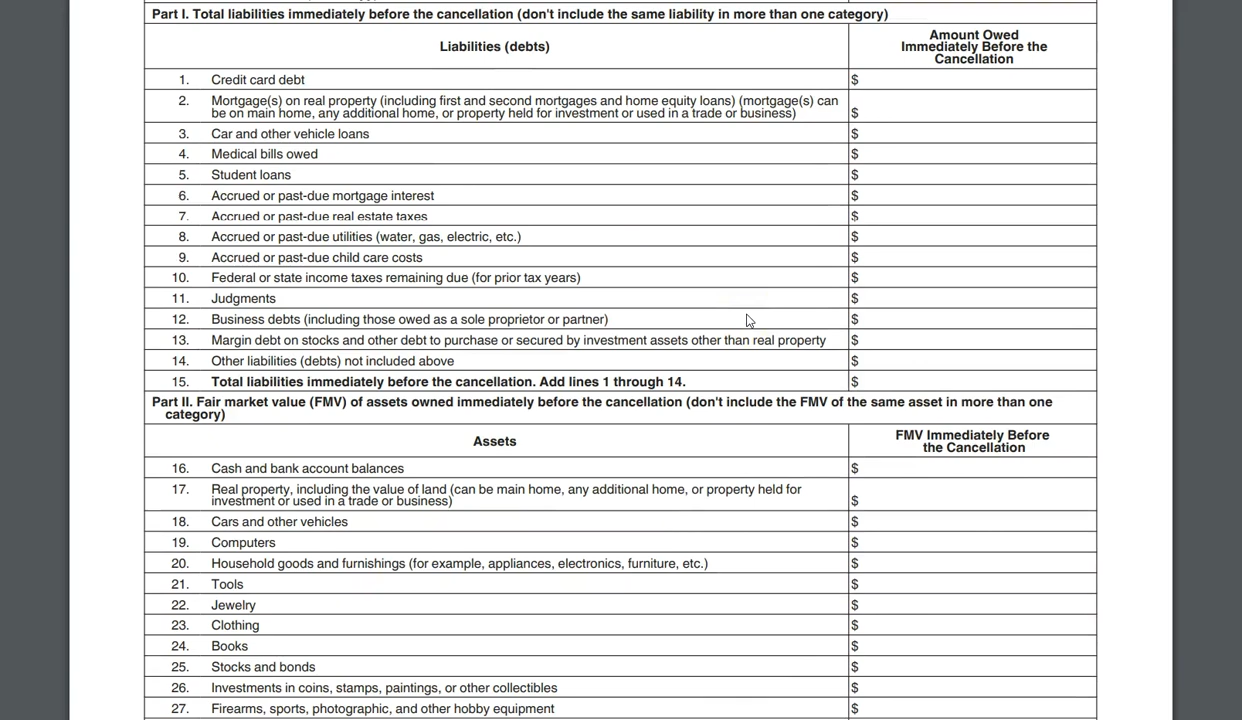 Part I. Total liabilities immediately before the cancellation (don't include the same liability in more than one category)
Liabilities (debts)
Amount Owed
Immediately Before the
Cancellation
1. Credit card debt $
2. Mortgage(s) on real property (including first and second mortgages and home equity loans) (mortgage(s) can
be on main home, any additional home, or property held for investment or used in a trade or business) $
3. Car and other vehicle loans $
4. Medical bills owed $
5. Student loans $
6. Accrued or past-due mortgage interest $
7. Accrued or past-due real estate taxes $
8. Accrued or past-due utilities (water, gas, electric, etc.) $
9. Accrued or past-due child care costs $
10. Federal or state income taxes remaining due (for prior tax years) $
11. Judgments $
12. Business debts (including those owed as a sole proprietor or partner) $
13. Margin debt on stocks and other debt to purchase or secured by investment assets other than real property $
14. Other liabilities (debts) not included above $
15. Total liabilities immediately before the cancellation. Add lines 1 through 14. $
Part II. Fair market value (FMV) of assets owned immediately before the cancellation (don't include the FMV of the same asset in more than one
category)
Assets
FMV Immediately Before
the Cancellation
16. Cash and bank account balances $
17. Real property, including the value of land (can be main home, any additional home, or property held for
investment or used in a trade or business) $
18. Cars and other vehicles $
19. Computers $
20. Household goods and furnishings (for example, appliances, electronics, furniture, etc.) $
21. Tools $
22. Jewelry $
23. Clothing $
24. Books $
25. Stocks and bonds $
26. Investments in coins, stamps, paintings, or other collectibles $
27. Firearms, sports, photographic, and other hobby equipment $